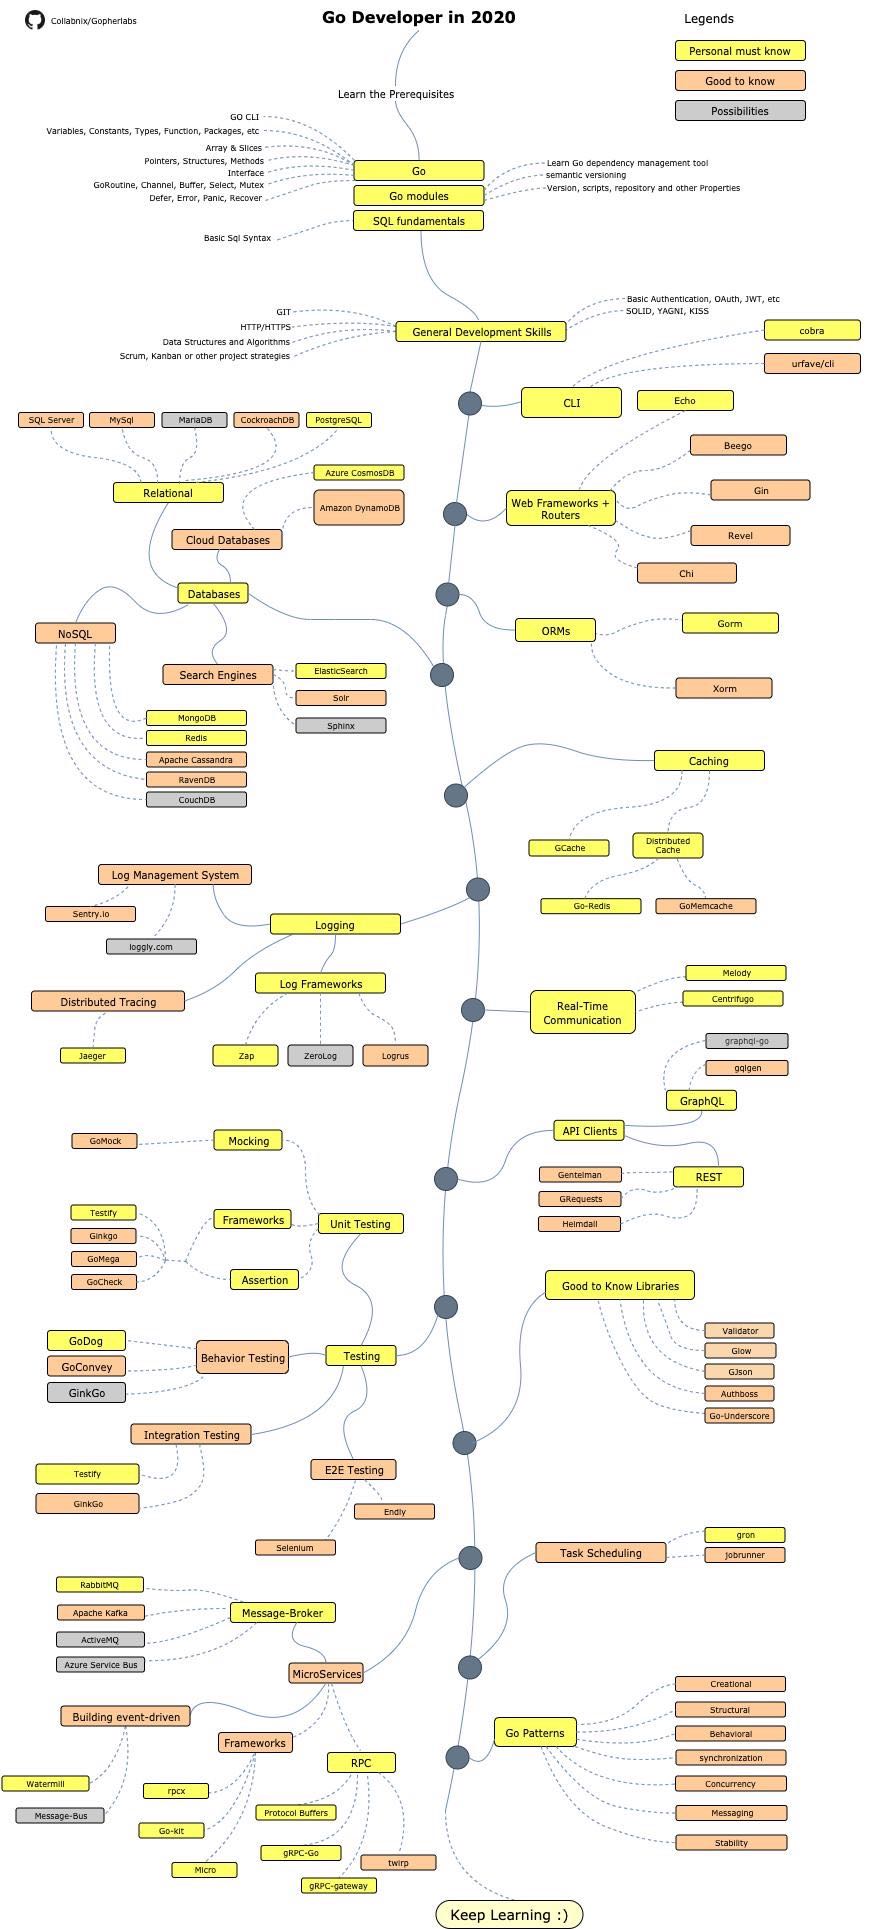 Collabnix/Gopherlabs
Go Developer in 2020
Legends
Personal must know
Good to know
Possibilities
Learn the Prerequisites
GO CLI
Variables, Constants, Types, Function, Packages, etc
Array & Slices
Pointers, Structures, Methods
Interface
GoRoutine, Channel, Buffer, Select, Mutex
Defer, Error, Panic, Recover
Go
Go modules
SQL fundamentals
Learn Go dependency management tool
semantic versioning
Version, scripts, repository and other Properties
Basic Sql Syntax
GIT
HTTP/HTTPS
Data Structures and Algorithms
Scrum, Kanban or other project strategies
General Development Skills
Basic Authentication, OAuth, JWT, etc
SOLID, YAGNI, KISS
cobra
urfave/cli
CLI
Echo
Beego
Gin
Revel
Chi
Web Frameworks +
Routers
SQL Server
MySql
MariaDB
CockroachDB
PostgreSQL
Relational
Azure CosmosDB
Amazon DynamoDB
Cloud Databases
Databases
NoSQL
Search Engines
ElasticSearch
Solr
Sphinx
MongoDB
Redis
Apache Cassandra
RavenDB
CouchDB
ORMs
Gorm
Xorm
Caching
GCache
Distributed
Cache
Go-Redis
GoMemcache
Log Management System
Sentry.io
loggly.com
Logging
Log Frameworks
Distributed Tracing
Jaeger
Zap
ZeroLog
Logrus
Real-Time
Communication
Melody
Centrifugo
graphql-go
gqlgen
GraphQL
API Clients
REST
Gentelman
GRequests
Heimdall
GoMock
Mocking
Testify
Ginkgo
GoMega
GoCheck
Frameworks
Unit Testing
Assertion
GoDog
GoConvey
GinkGo
Behavior Testing
Testing
Integration Testing
Testify
GinkGo
E2E Testing
Endly
Selenium
Good to Know Libraries
Validator
Glow
GJson
Authboss
Go-Underscore
Task Scheduling
gron
jobrunner
RabbitMQ
Apache Kafka
ActiveMQ
Azure Service Bus
Message-Broker
MicroServices
Building event-driven
Watermill
Message-Bus
Frameworks
rpcx
Go-kit
Micro
RPC
Protocol Buffers
gRPC-Go
gRPC-gateway
twirp
Go Patterns
Creational
Structural
Behavioral
synchronization
Concurrency
Messaging
Stability
Keep Learning :)